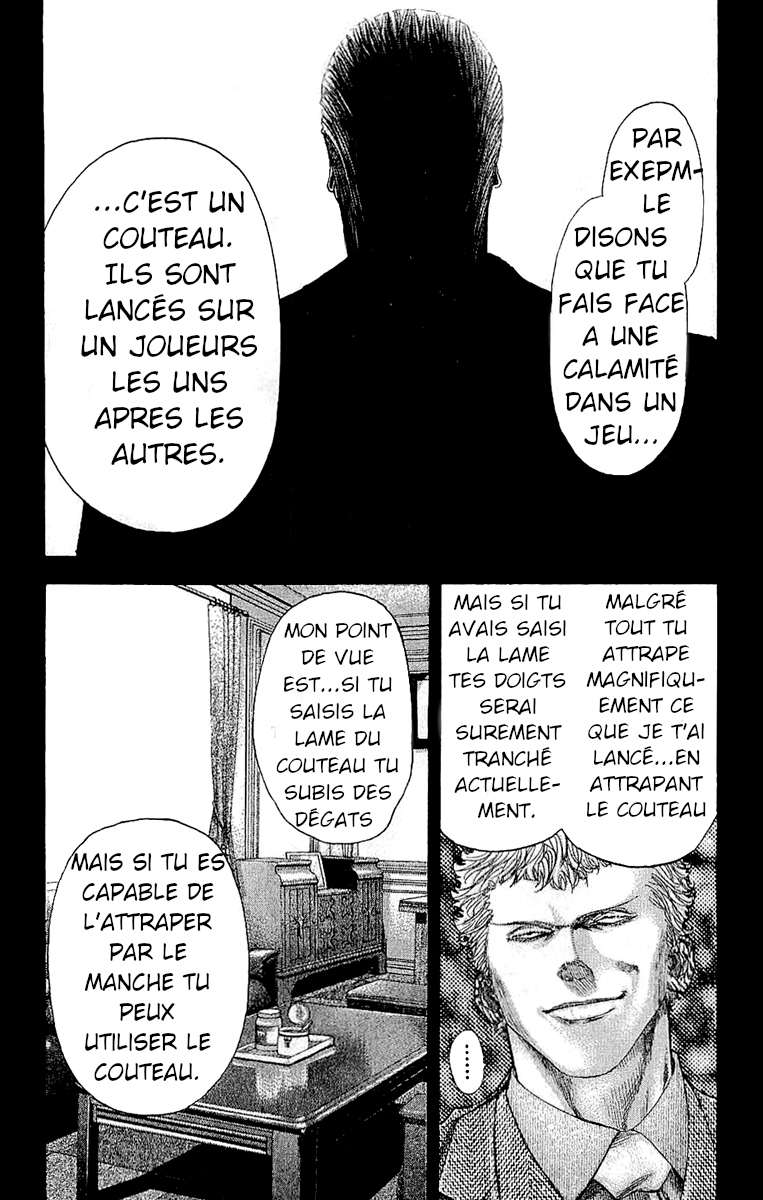 PAR
EXEPM-
LE
DISONS
QUE TU
FAIS FACE
A UNE
CALAMITÉ
DANS UN
JEU...
...C'EST UN
COUTEAU.
ILS SONT
LANCÉS SUR
UN JOUEURS
LES UNS
APRES LES
AUTRES.
MALGRÉ
TOUT TU
ATTRAPE
MAGNIFIQU-
EMENT CE
QUE JE T'AI
LANCÉ...EN
ATTRAPANT
LE COUTEAU
MAIS SI TU
AVAIS SAISI
LA LAME
TES DOIGTS
SERAI
SUREMENT
TRANCHÉ
ACTUELLE-
MENT.
......
MON POINT
DE VUE
EST...SI TU
SAISIS LA
LAME DU
COUTEAU TU
SUBIS DES
DÉGATS
MAIS SI TU ES
CAPABLE DE
L'ATTRAPER
PAR LE
MANCHE TU
PEUX
UTILISER LE
COUTEAU.